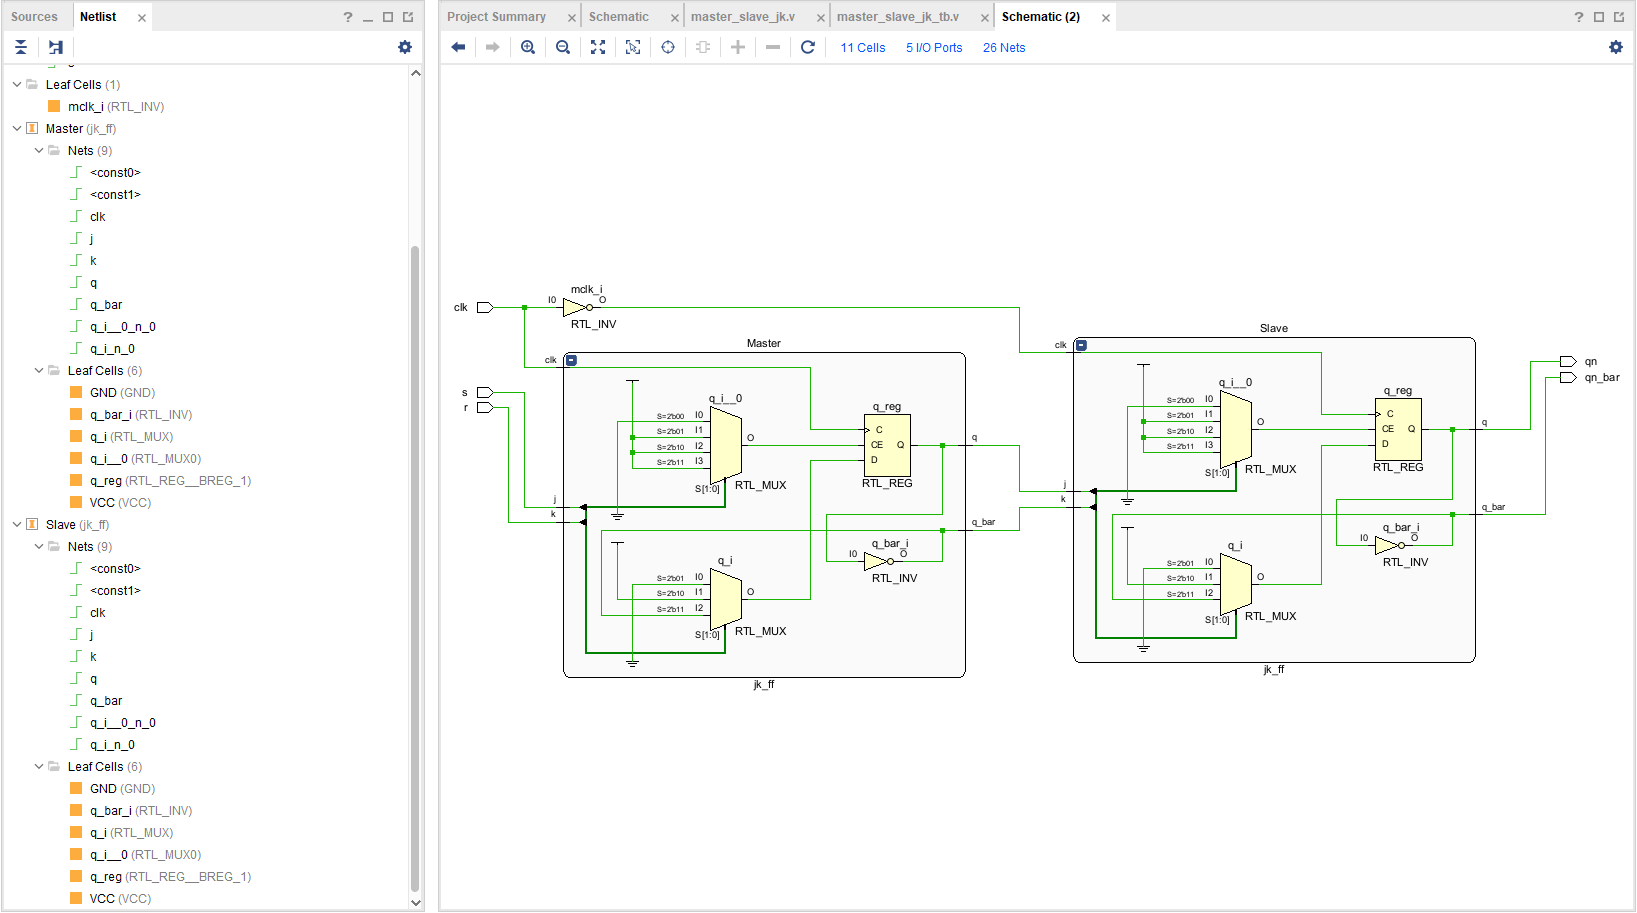 Sources
Netlist
Leaf Cells (1)
mclk_i (RTL_INV)
Master (jk_ff)
Nets (9)
<const0>
<const1>
clk
j
k
q
q_bar
q_i__0_n_0
q_i_n_0
Leaf Cells (6)
GND (GND)
q_bar_i (RTL_INV)
q_i (RTL_MUX)
q_i__0 (RTL_MUX0)
q_reg (RTL_REG__BREG_1)
VCC (VCC)
Slave (jk_ff)
Nets (9)
<const0>
<const1>
clk
j
k
q
q_bar
q_i__0_n_0
q_i_n_0
Leaf Cells (6)
GND (GND)
q_bar_i (RTL_INV)
q_i (RTL_MUX)
q_i__0 (RTL_MUX0)
q_reg (RTL_REG__BREG_1)
VCC (VCC)
Project Summary
Schematic
master_slave_jk.v
master_slave_jk_tb.v
Schematic (2)
11 Cells
5 I/O Ports
26 Nets
clk
s
r
mclk_i
I0
O
RTL_INV
Master
clk
j
k
q_i__0
S=2'b00 I0
S=2'b01 I1
S=2'b10 I2
S=2'b11 I3
O
S[1:0]
RTL_MUX
q_reg
C
CE
D
Q
RTL_REG
q
q_bar
q_bar_i
I0
O
RTL_INV
q_i
S=2'b01 I0
S=2'b10 I1
S=2'b11 I2
O
S[1:0]
RTL_MUX
jk_ff
Slave
clk
j
k
q_i__0
S=2'b00 I0
S=2'b01 I1
S=2'b10 I2
S=2'b11 I3
O
S[1:0]
RTL_MUX
q_reg
C
CE
D
Q
RTL_REG
q
q_bar
q_bar_i
I0
O
RTL_INV
q_i
S=2'b01 I0
S=2'b10 I1
S=2'b11 I2
O
S[1:0]
RTL_MUX
jk_ff
qn
qn_bar